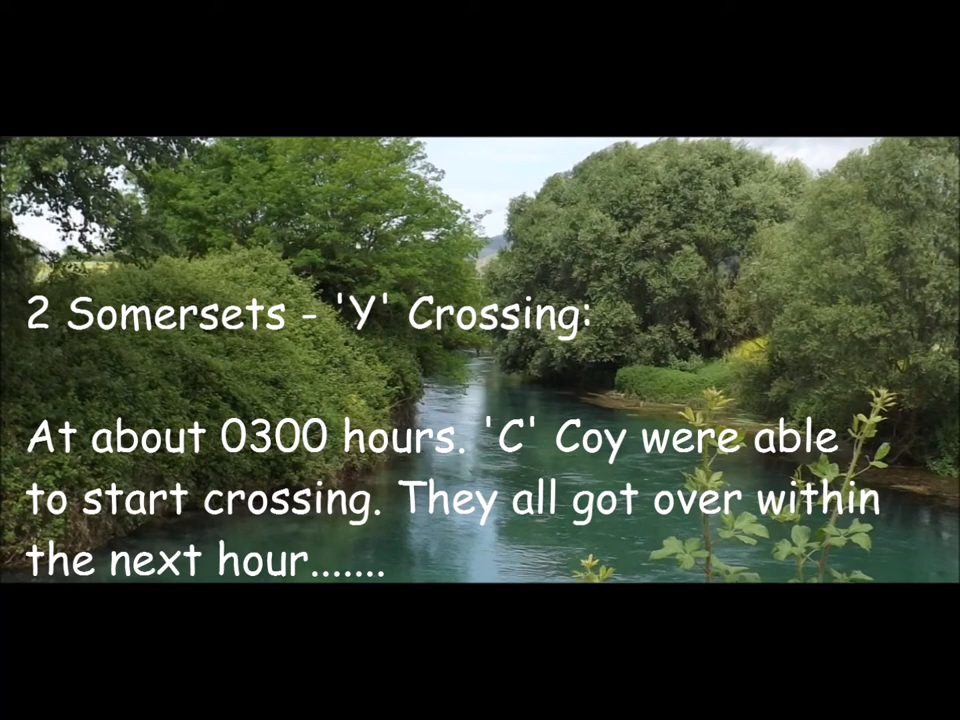 2 Somersets - 'Y' Crossing:
At about 0300 hours. 'C' Coy were able
to start crossing. They all got over within
the next hour.......